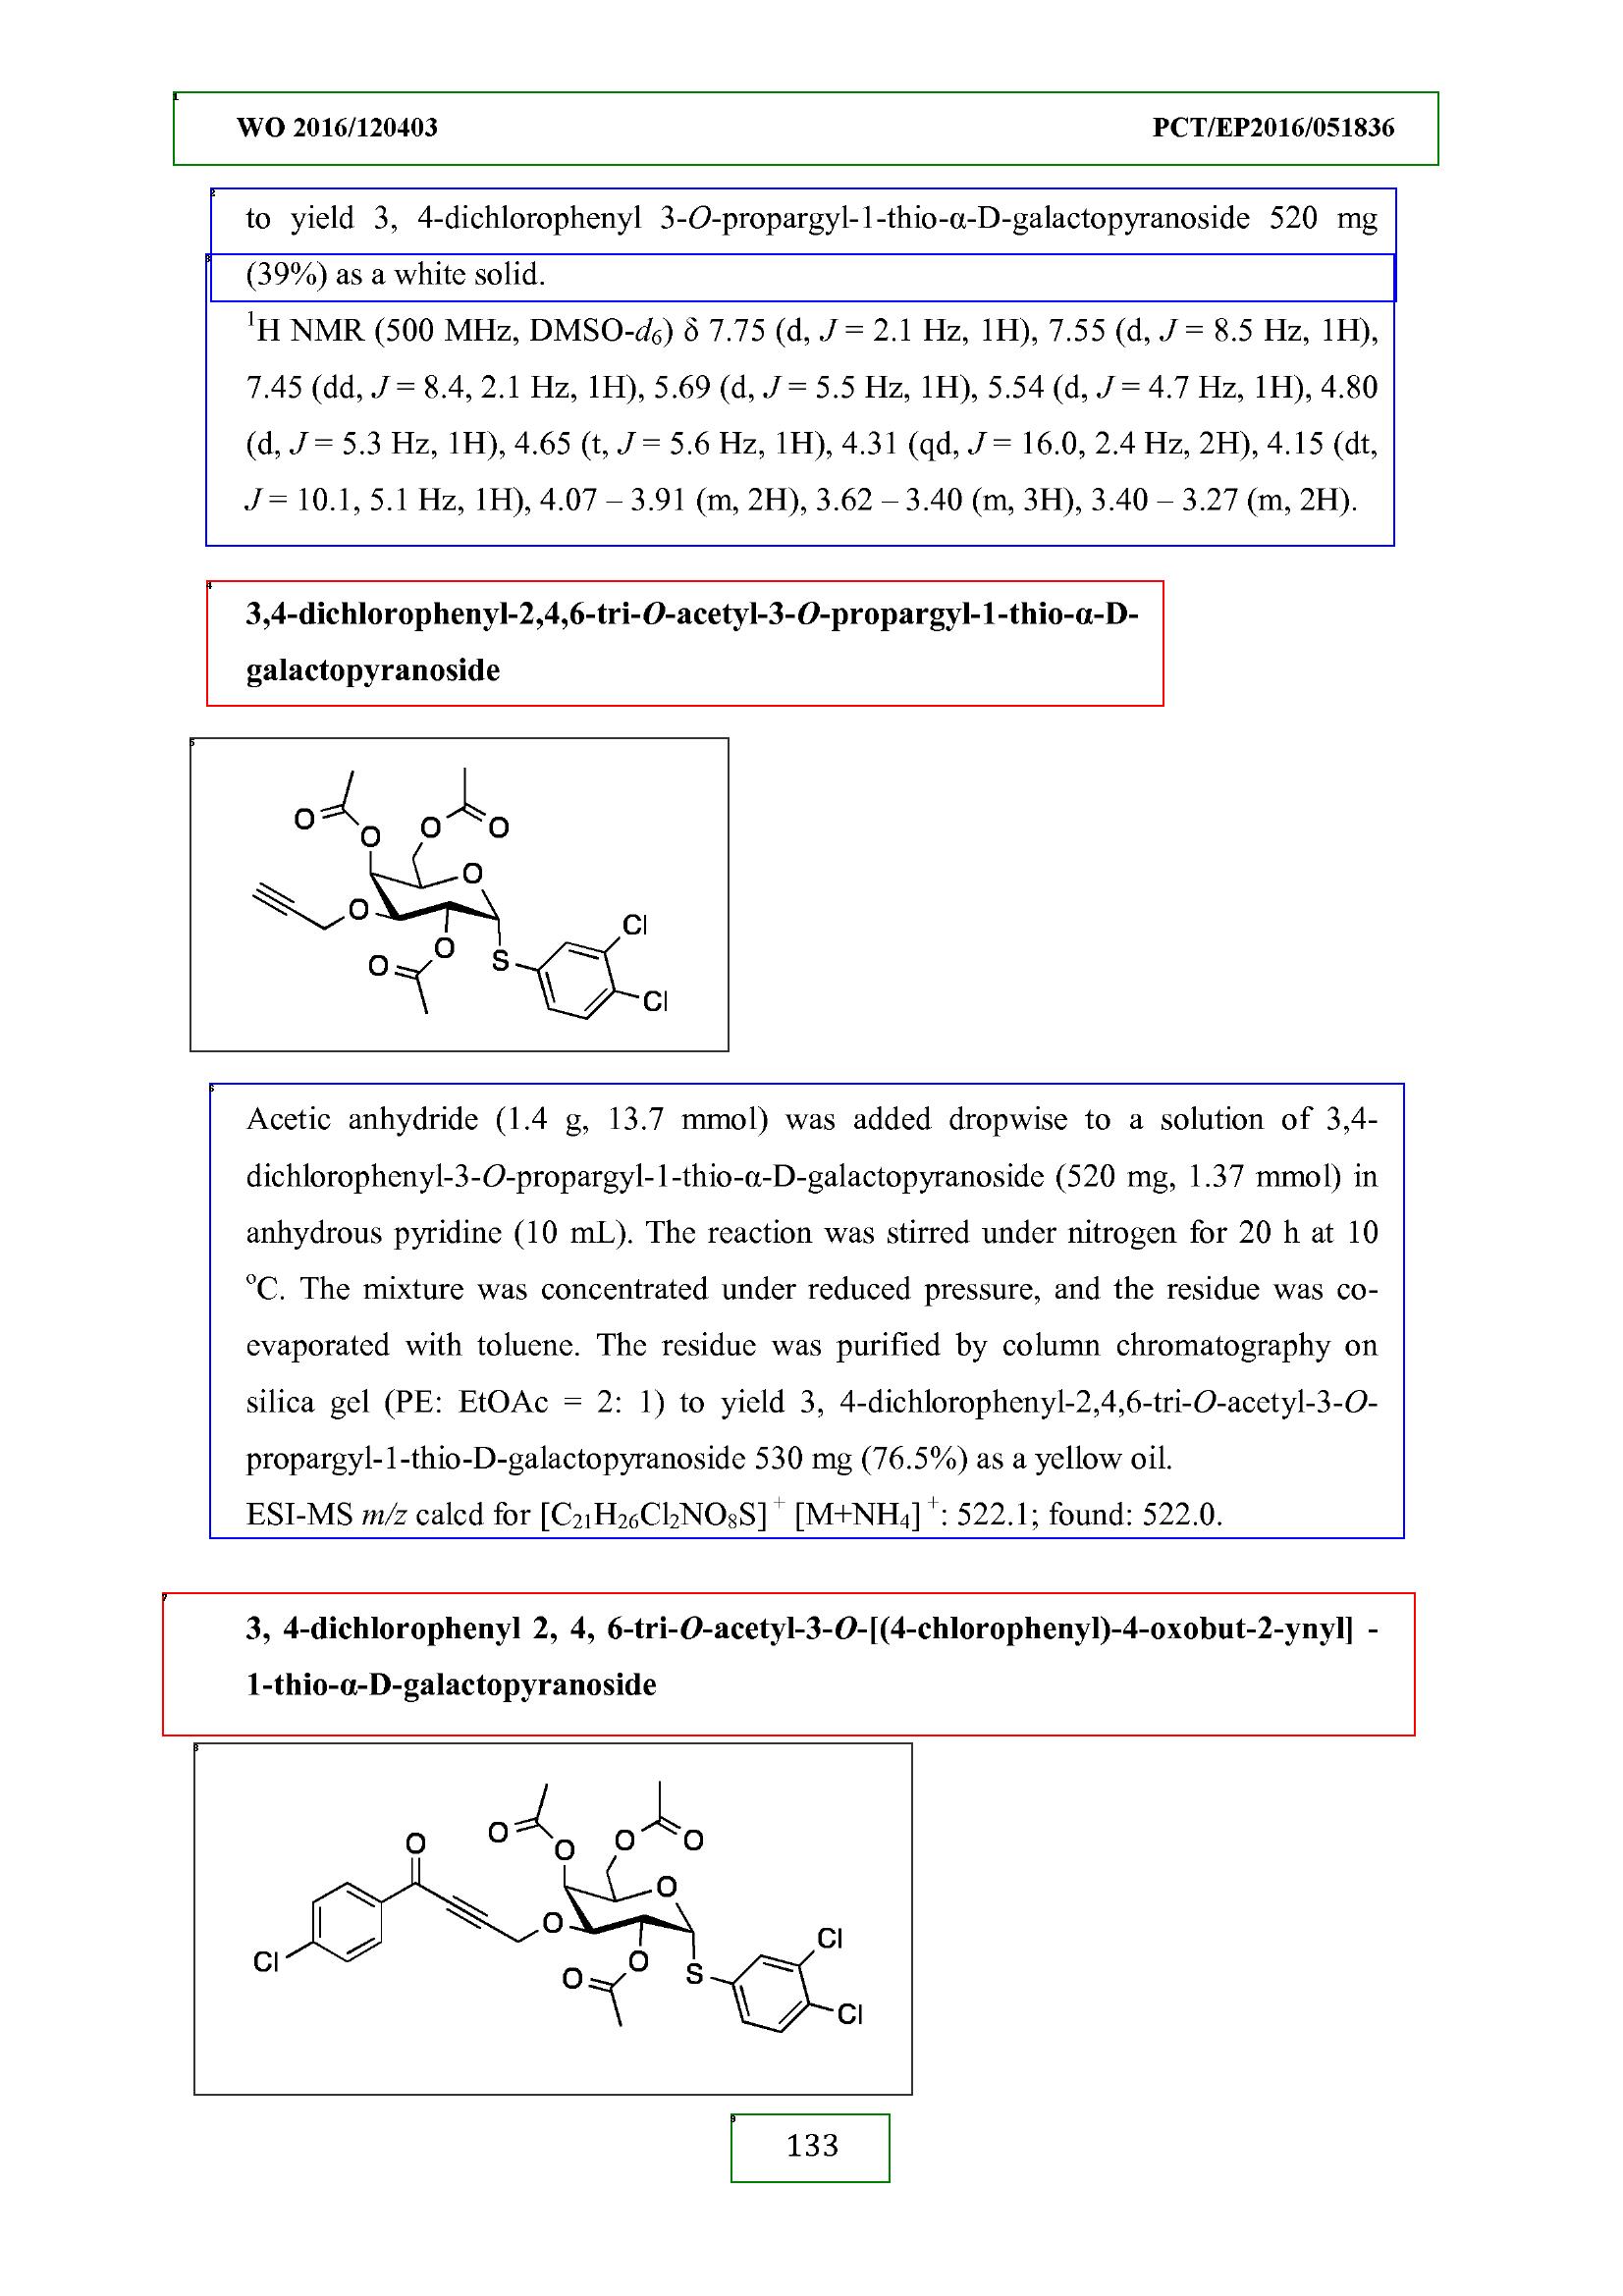 WO 2016/120403 PCT/EP2016/051836
to yield 3, 4-dichlorophenyl 3-O-propargyl-1-thio-α-D-galactopyranoside 520 mg
(39%) as a white solid.
¹H NMR (500 MHz, DMSO-d₆) δ 7.75 (d, J = 2.1 Hz, 1H), 7.55 (d, J = 8.5 Hz, 1H),
7.45 (dd, J = 8.4, 2.1 Hz, 1H), 5.69 (d, J = 5.5 Hz, 1H), 5.54 (d, J = 4.7 Hz, 1H), 4.80
(d, J = 5.3 Hz, 1H), 4.65 (t, J = 5.6 Hz, 1H), 4.31 (qd, J = 16.0, 2.4 Hz, 2H), 4.15 (dt,
J = 10.1, 5.1 Hz, 1H), 4.07 – 3.91 (m, 2H), 3.62 – 3.40 (m, 3H), 3.40 – 3.27 (m, 2H).
3,4-dichlorophenyl-2,4,6-tri-O-acetyl-3-O-propargyl-1-thio-α-D-
galactopyranoside
O O O O
O
O
O O S Cl
Cl
Acetic anhydride (1.4 g, 13.7 mmol) was added dropwise to a solution of 3,4-
dichlorophenyl-3-O-propargyl-1-thio-α-D-galactopyranoside (520 mg, 1.37 mmol) in
anhydrous pyridine (10 mL). The reaction was stirred under nitrogen for 20 h at 10
°C. The mixture was concentrated under reduced pressure, and the residue was co-
evaporated with toluene. The residue was purified by column chromatography on
silica gel (PE: EtOAc = 2: 1) to yield 3, 4-dichlorophenyl-2,4,6-tri-O-acetyl-3-O-
propargyl-1-thio-D-galactopyranoside 530 mg (76.5%) as a yellow oil.
ESI-MS m/z calcd for [C₂₁H₂₆Cl₂NO₈S]⁺ [M+NH₄]⁺: 522.1; found: 522.0.
3, 4-dichlorophenyl 2, 4, 6-tri-O-acetyl-3-O-[(4-chlorophenyl)-4-oxobut-2-ynyl] -
1-thio-α-D-galactopyranoside
O O O O O
O
O
Cl O O S Cl
Cl
133